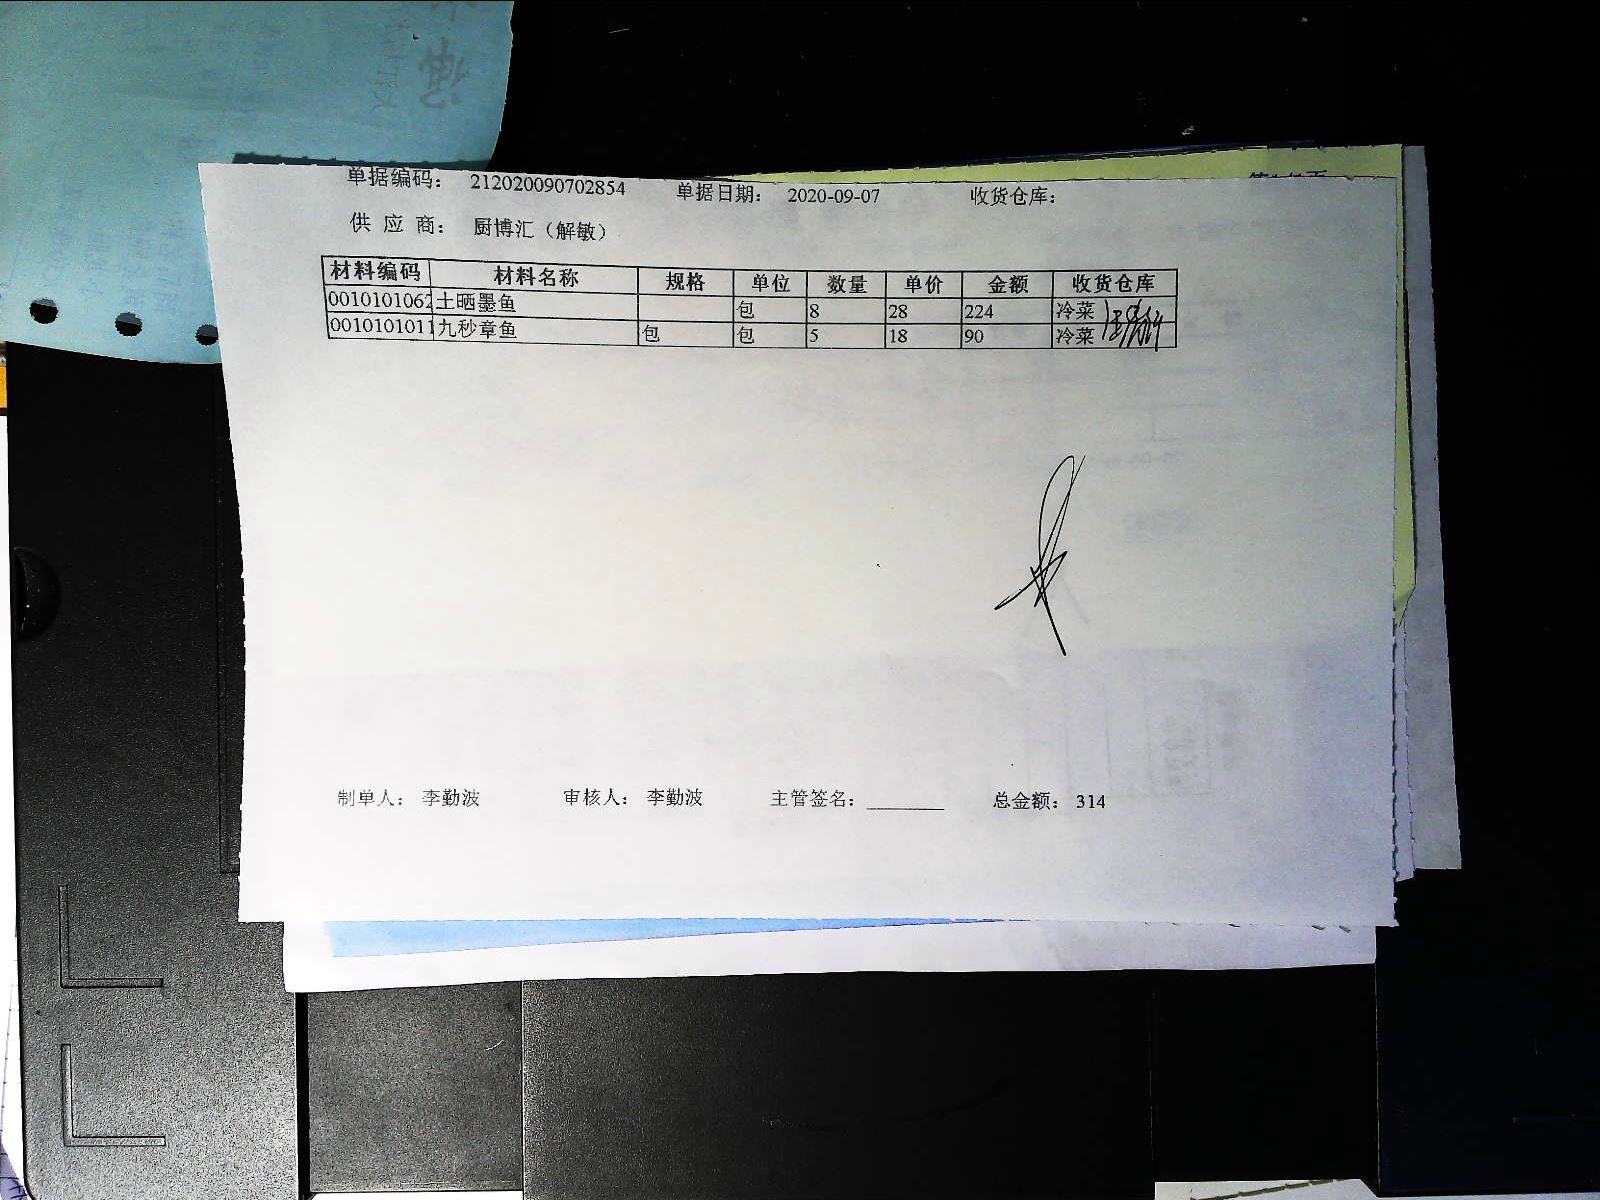 单据编码： 212020090702854 单据日期： 2020-09-07 收货仓库：
供 应 商： 厨博汇（解敏）
材料编码 材料名称 规格 单位 数量 单价 金额 收货仓库
0010101062 土晒墨鱼 包 8 28 224 冷菜
0010101011 九秒章鱼 包 包 5 18 90 冷菜
制单人： 李勤波 审核人： 李勤波 主管签名：________ 总金额： 314